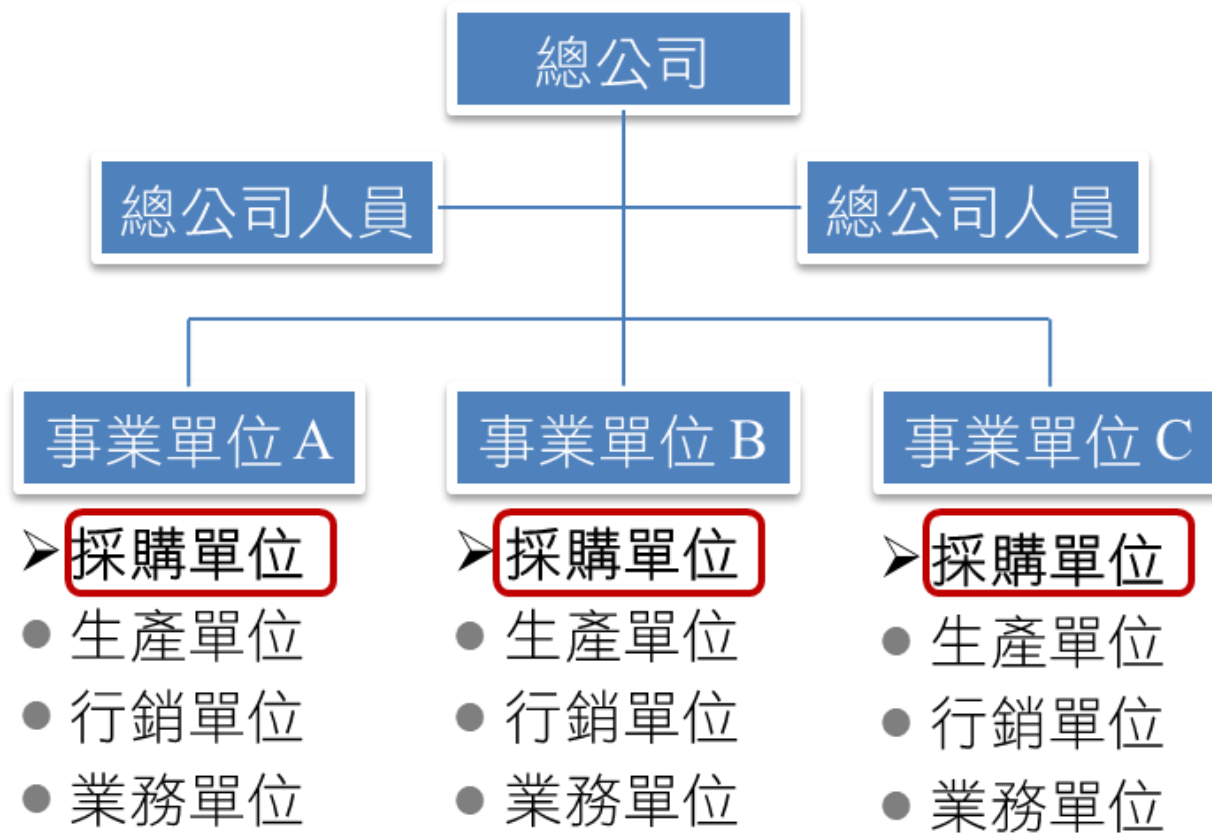 總公司
總公司人員
總公司人員
事業單位 A
事業單位 B
事業單位 C
➢採購單位
● 生產單位
● 行銷單位
● 業務單位
➢採購單位
● 生產單位
● 行銷單位
● 業務單位
➢採購單位
● 生產單位
● 行銷單位
● 業務單位